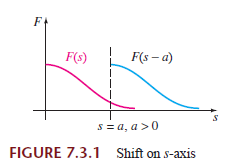 F
F(s)
F(s – a)
s
s = a, a > 0
FIGURE 7.3.1 Shift on s-axis